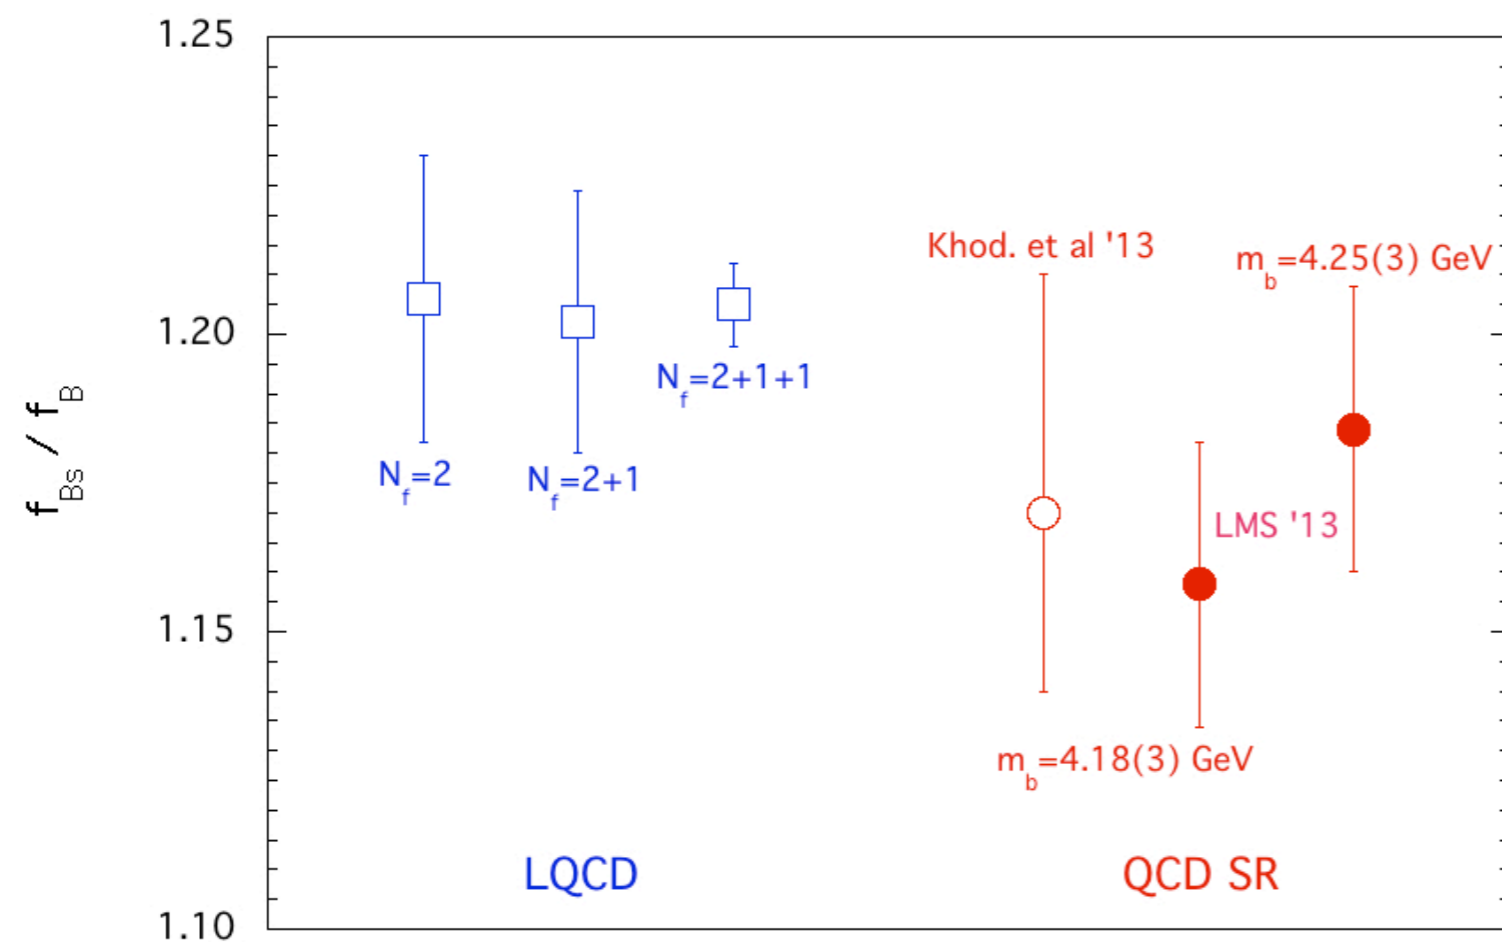 1.25
1.20
1.15
1.10
f_Bs / f_B
N_f=2
N_f=2+1
N_f=2+1+1
Khod. et al '13
m_b=4.25(3) GeV
LMS '13
m_b=4.18(3) GeV
LQCD
QCD SR